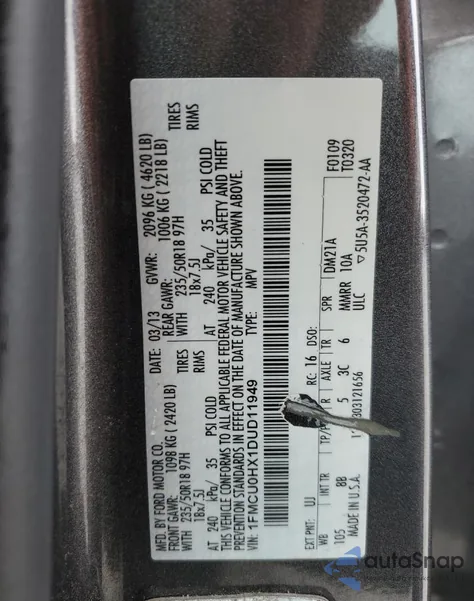 MFD. BY FORD MOTOR CO.
DATE: 03/13 GVWR: 2096 KG ( 4620 LB)
FRONT GAWR: 1098 KG (2420 LB) REAR GAWR: 1006 KG ( 2218 LB)
WITH 235/50R18 97H TIRES WITH 235/50R18 97H TIRES
18x7.5J RIMS 18x7.5J RIMS
AT 240 kPa/ 35 PSI COLD AT 240 kPa/ 35 PSI COLD
THIS VEHICLE CONFORMS TO ALL APPLICABLE FEDERAL MOTOR VEHICLE SAFETY AND THEFT
PREVENTION STANDARDS IN EFFECT ON THE DATE OF MANUFACTURE SHOWN ABOVE.
VIN: 1FMCU0HX1DUD11949 TYPE: MPV
F0109
T0320
EXT PNT: UJ RC: 16 DSO: DM21A
WB INT TR TP/P R AXLE TR SPR MMRR 10A
105 8B 5 3C 6 ULC ▽5U5A-3520472-AA
MADE IN U.S.A. 303121656
autoSnap